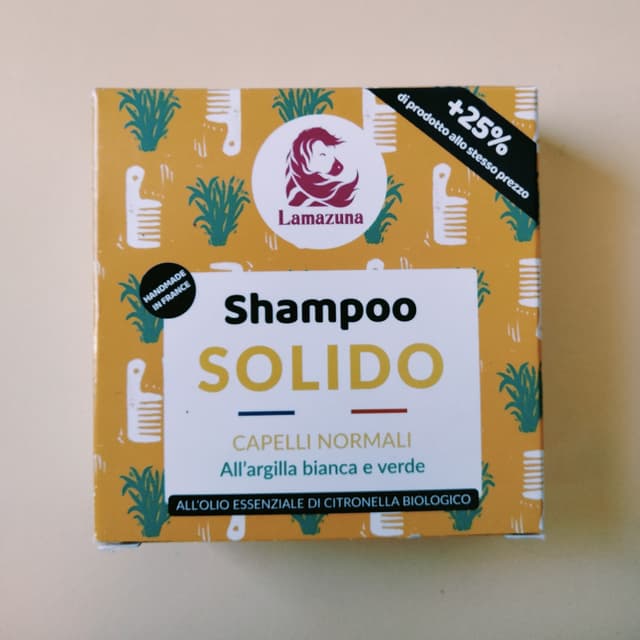 +25%
di prodotto allo stesso prezzo
Lamazuna
HANDMADE
IN FRANCE
Shampoo
SOLIDO
CAPELLI NORMALI
All'argilla bianca e verde
ALL'OLIO ESSENZIALE DI CITRONELLA BIOLOGICO